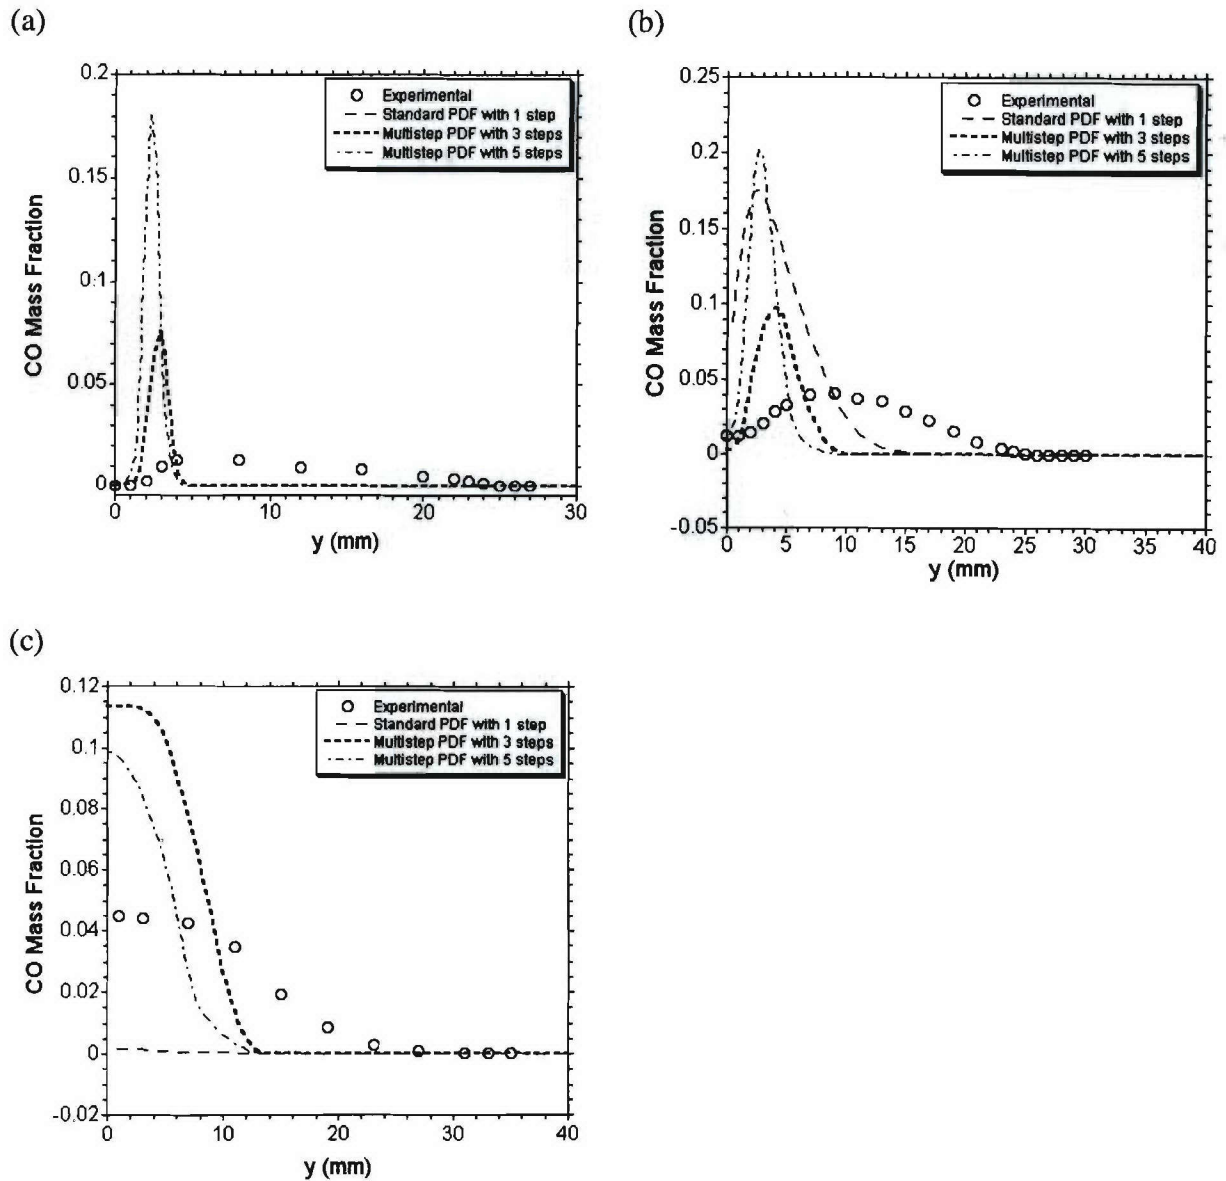 (a)
0.2
0.15
0.1
0.05
0
CO Mass Fraction
Experimental
Standard PDF with 1 step
Multistep PDF with 3 steps
Multistep PDF with 5 steps
0 10 20 30
y (mm)
(b)
0.25
0.2
0.15
0.1
0.05
0
-0.05
CO Mass Fraction
Experimental
Standard PDF with 1 step
Multistep PDF with 3 steps
Multistep PDF with 5 steps
0 5 10 15 20 25 30 35 40
y (mm)
(c)
0.12
0.1
0.08
0.06
0.04
0.02
0
-0.02
CO Mass Fraction
Experimental
Standard PDF with 1 step
Multistep PDF with 3 steps
Multistep PDF with 5 steps
0 10 20 30 40
y (mm)